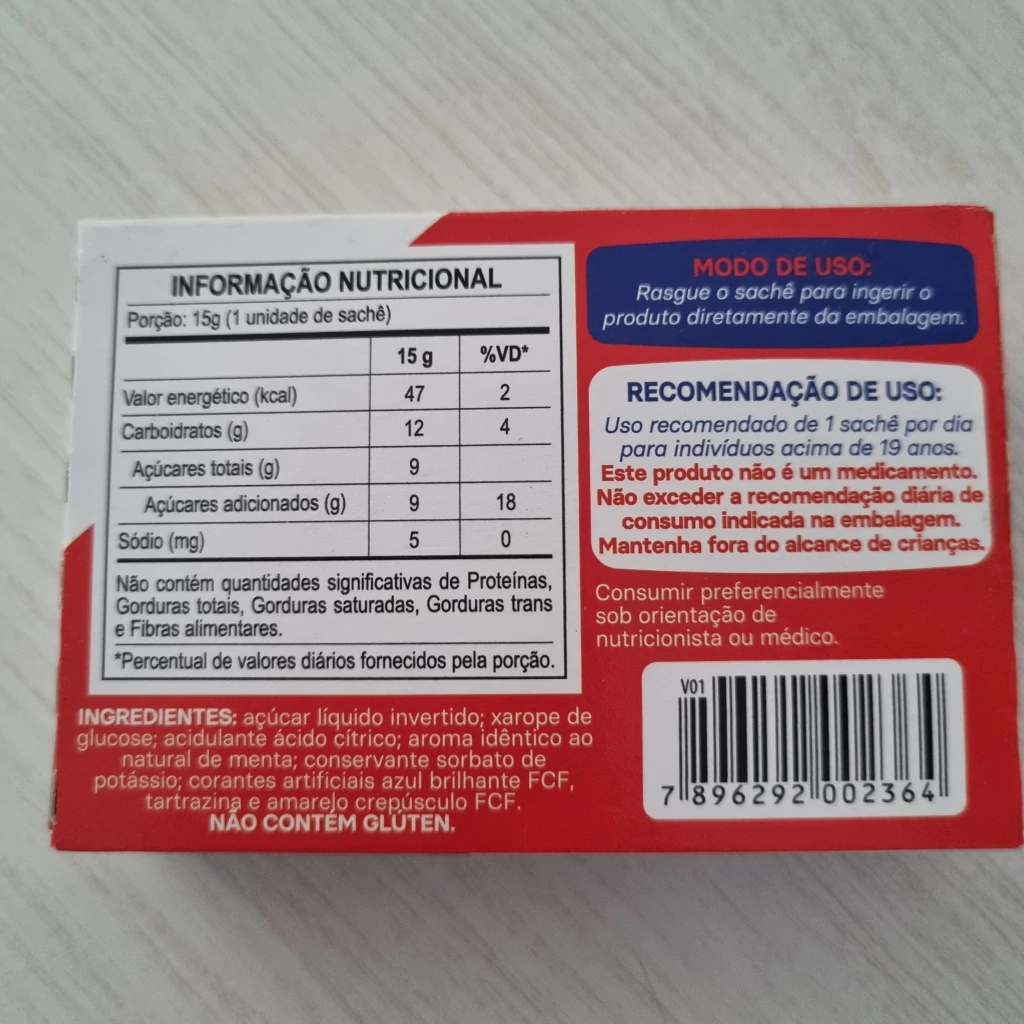 INFORMAÇÃO NUTRICIONAL
Porção: 15g (1 unidade de sachê)
15 g %VD*
Valor energético (kcal) 47 2
Carboidratos (g) 12 4
Açúcares totais (g) 9
Açúcares adicionados (g) 9 18
Sódio (mg) 5 0
Não contém quantidades significativas de Proteínas,
Gorduras totais, Gorduras saturadas, Gorduras trans
e Fibras alimentares.
*Percentual de valores diários fornecidos pela porção.
INGREDIENTES: açúcar líquido invertido; xarope de
glucose; acidulante ácido cítrico; aroma idêntico ao
natural de menta; conservante sorbato de
potássio; corantes artificiais azul brilhante FCF,
tartrazina e amarelo crepúsculo FCF.
NÃO CONTÉM GLÚTEN.
MODO DE USO:
Rasgue o sachê para ingerir o
produto diretamente da embalagem.
RECOMENDAÇÃO DE USO:
Uso recomendado de 1 sachê por dia
para indivíduos acima de 19 anos.
Este produto não é um medicamento.
Não exceder a recomendação diária de
consumo indicada na embalagem.
Mantenha fora do alcance de crianças.
Consumir preferencialmente
sob orientação de
nutricionista ou médico.
V01
7 896292 002364